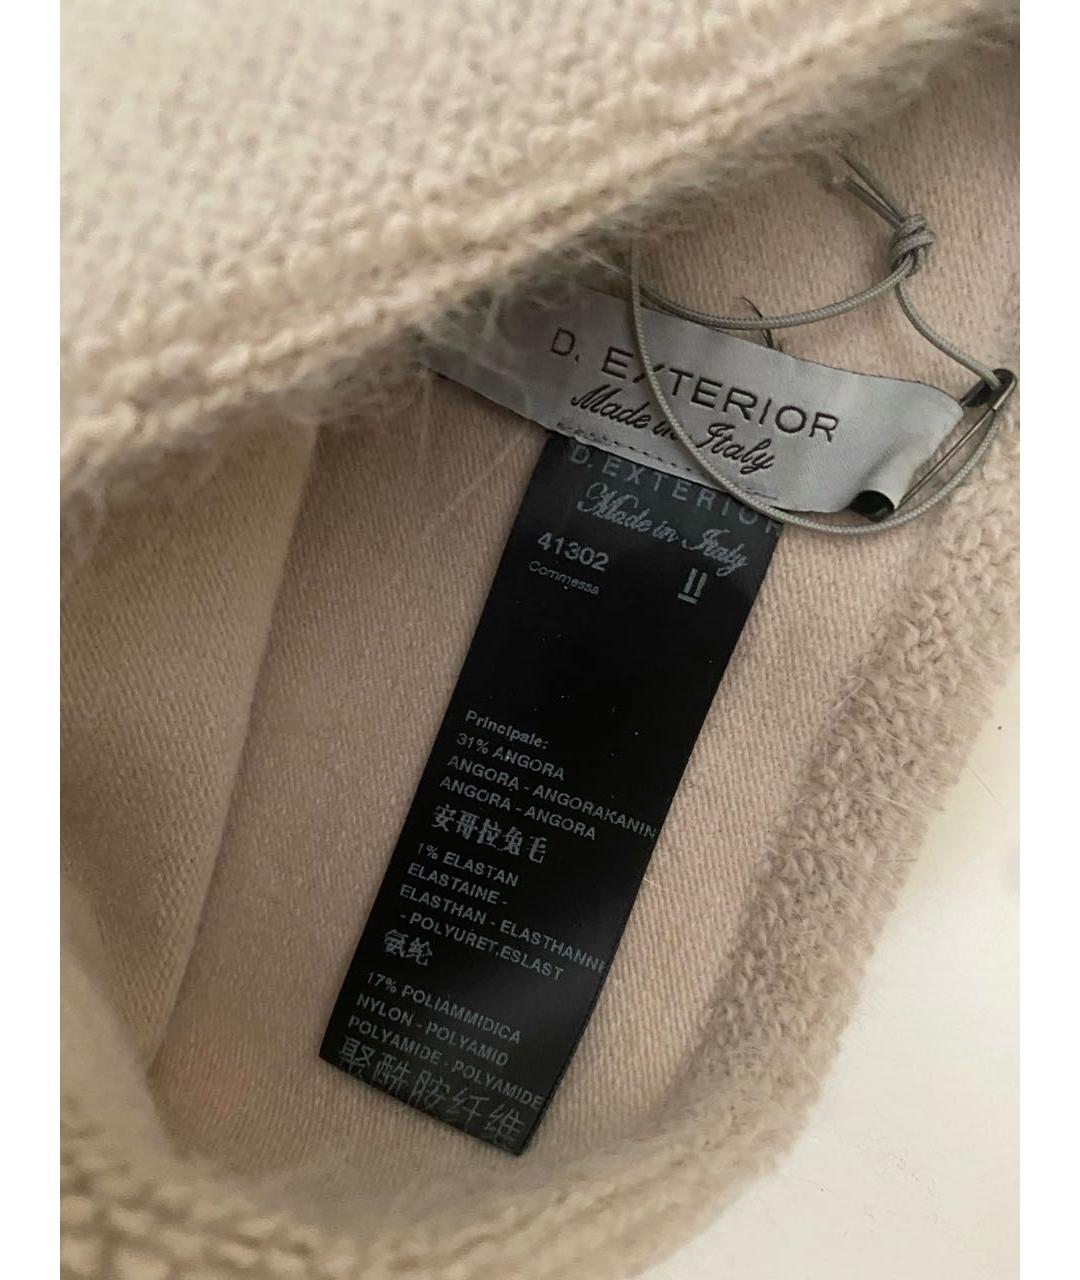 D. EXTERIOR
Made in Italy
D. EXTERIOR
Made in Italy
41302
Commessa
II
Principale:
31% ANGORA
ANGORA - ANGORAKANIN
ANGORA - ANGORA
安哥拉兔毛
1% ELASTAN
ELASTAINE -
ELASTHAN - ELASTHANN
- POLYURET.ESLAST
氨纶
17% POLIAMMIDICA
NYLON - POLYAMID
POLYAMIDE - POLYAMIDE
聚酰胺纤维